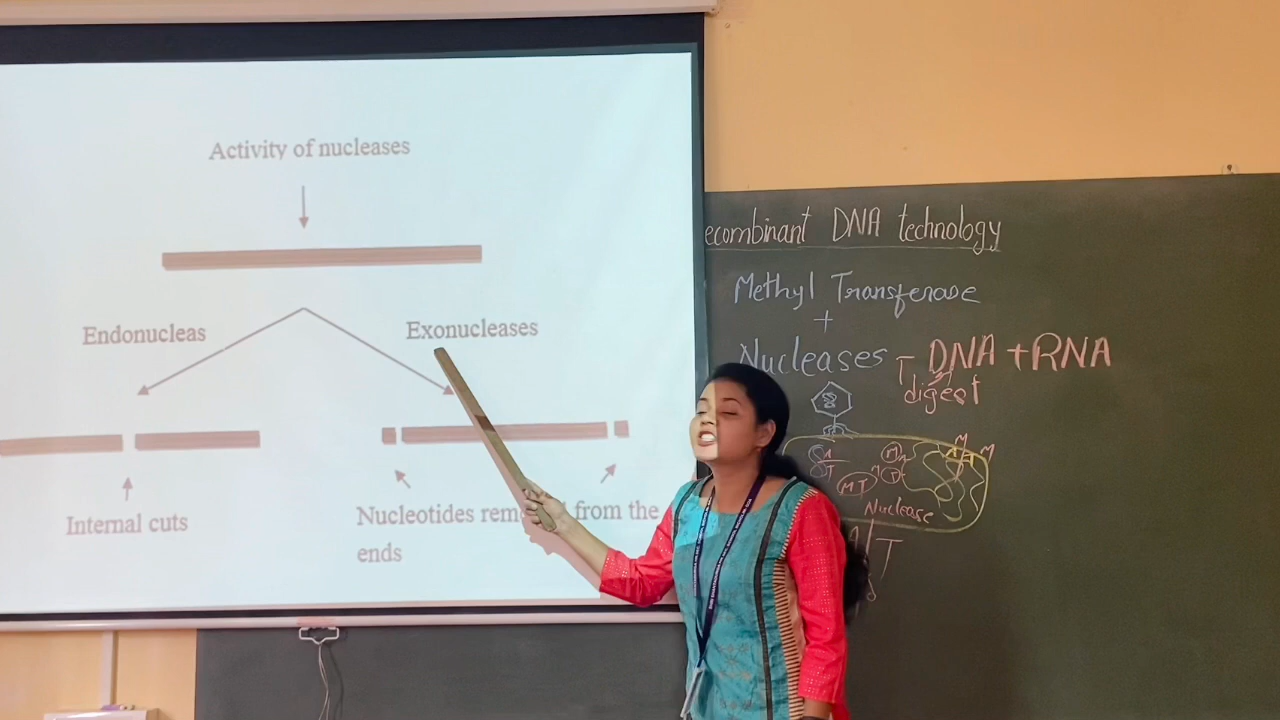 Activity of nucleases
Endonucleas
Exonucleases
Internal cuts
Nucleotides rem from the
ends
ecombinant DNA technology
Methyl Transferase
+
Nucleases DNA + RNA
digest
M M
A M
T M T
MT
Nuclease
A T